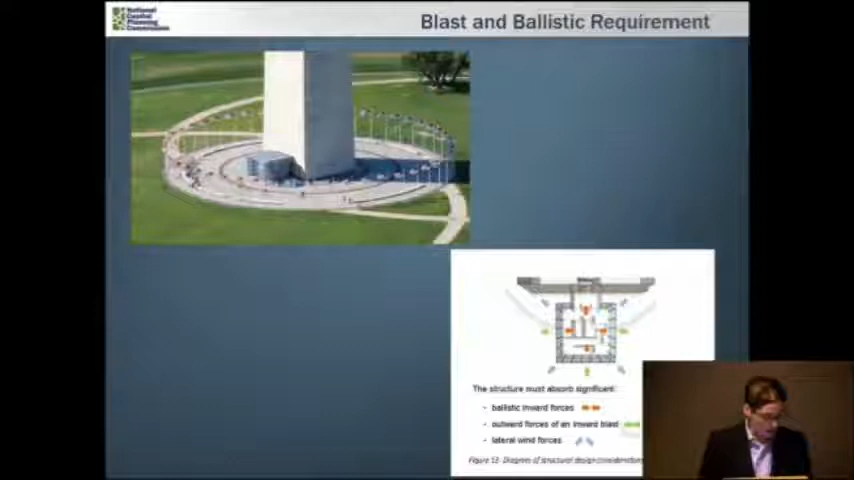 National
Capital
Planning
Commission
Blast and Ballistic Requirement
The structure must absorb significant:
- ballistic inward forces
- outward forces of an inward blast
- lateral wind forces
Figure 13- Diagram of structural design considerations